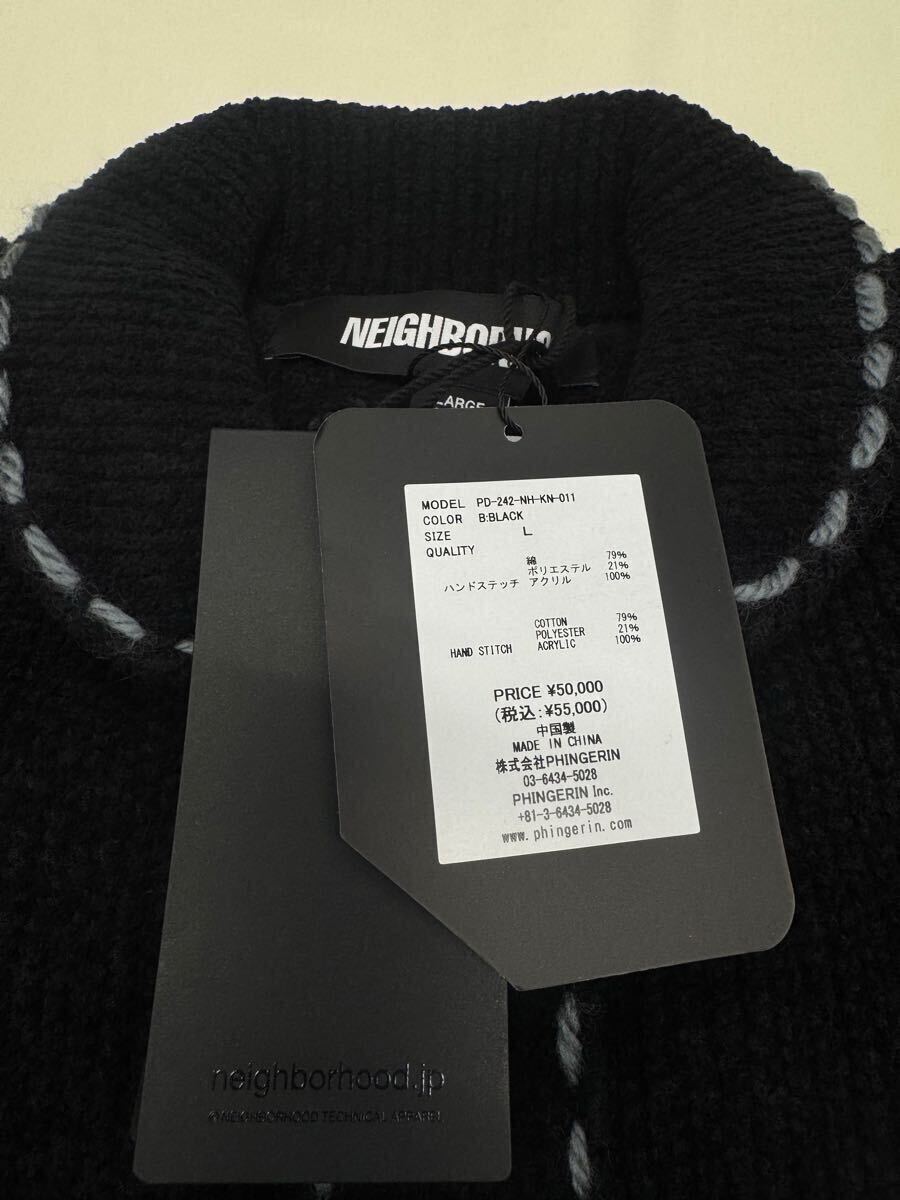 NEIGHBORHO
LARGE
MODEL PD-242-NH-KN-011
COLOR B:BLACK
SIZE L
QUALITY
綿 79%
ポリエステル 21%
ハンドステッチ アクリル 100%
COTTON 79%
POLYESTER 21%
HAND STITCH ACRYLIC 100%
PRICE ¥50,000
(税込:¥55,000)
中国製
MADE IN CHINA
株式会社PHINGERIN
03-6434-5028
PHINGERIN Inc.
+81-3-6434-5028
www.phingerin.com
neighborhood.jp
©NEIGHBORHOOD TECHNICAL APPAREL